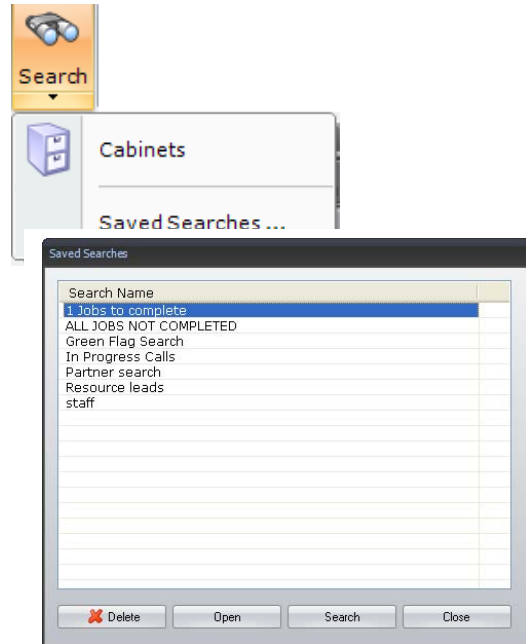 Search
Cabinets
Saved Searches ...
Saved Searches
Search Name
1 Jobs to complete
ALL JOBS NOT COMPLETED
Green Flag Search
In Progress Calls
Partner search
Resource leads
staff
Delete Open Search Close